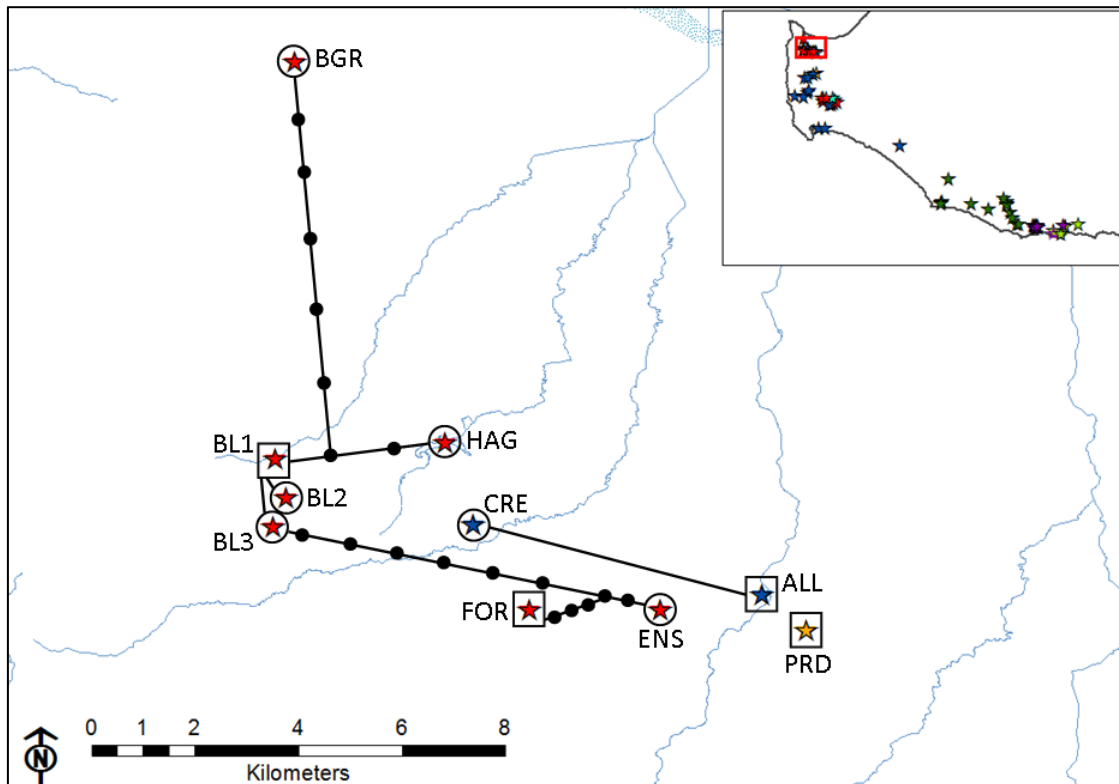 BGR
BL1
HAG
BL2
CRE
BL3
ALL
FOR
ENS
PRD
0 1 2 4 6 8
Kilometers
N